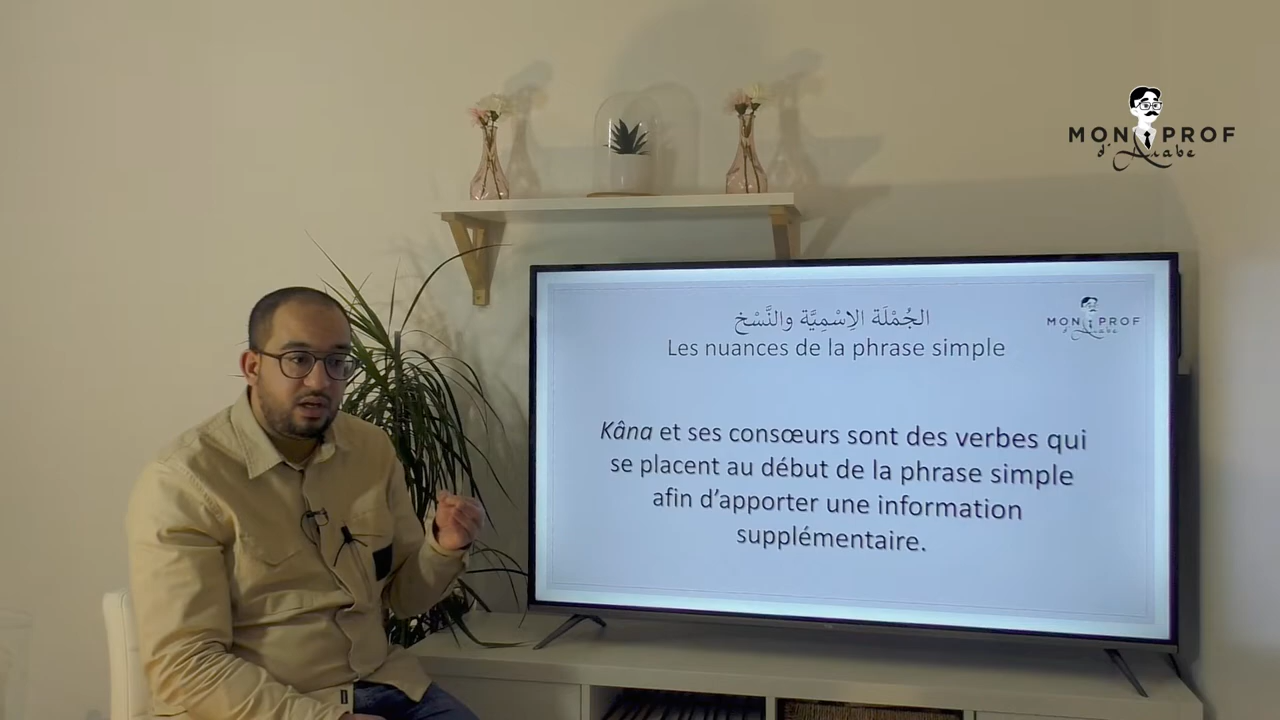 MON PROF
d'Arabe
الجُمْلَة الاِسْمِيَّة والنَّسْخ
MON PROF
d'Arabe
Les nuances de la phrase simple
Kâna et ses consœurs sont des verbes qui
se placent au début de la phrase simple
afin d'apporter une information
supplémentaire.